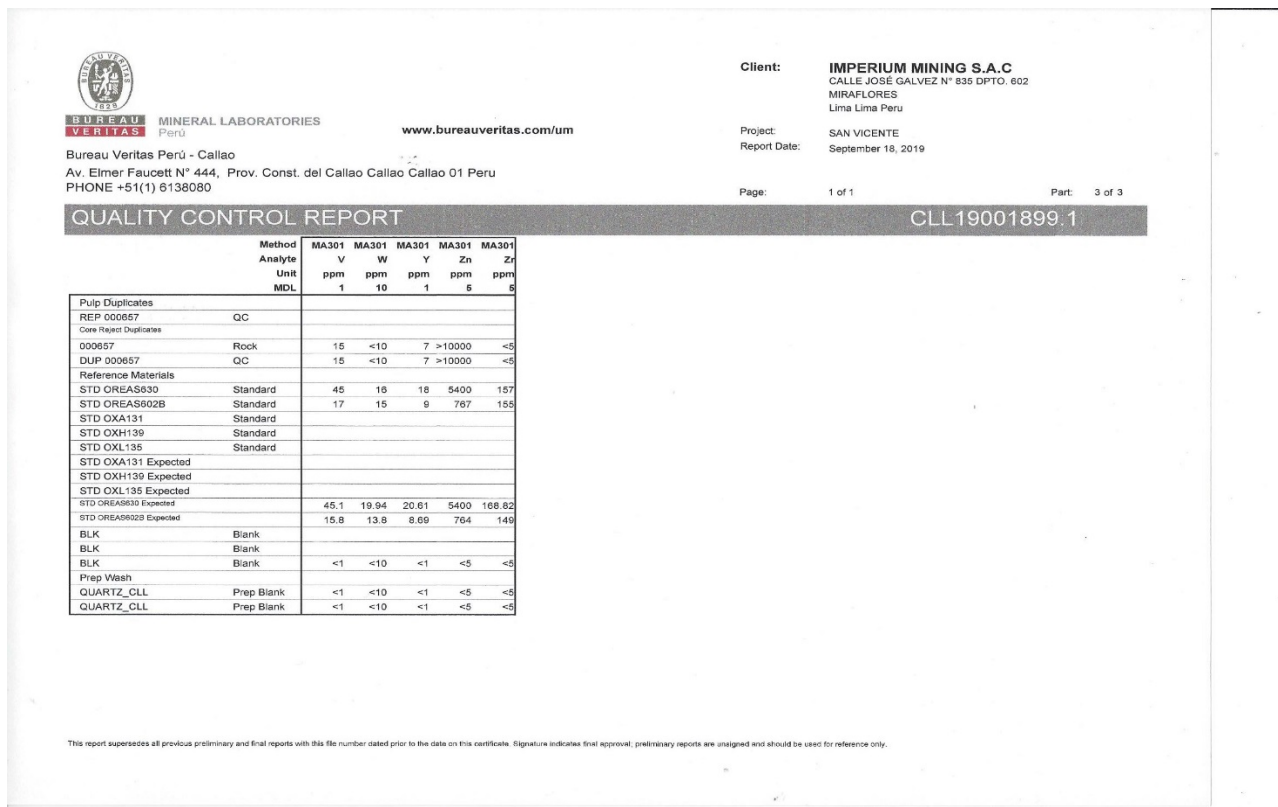 BUREAU VERITAS
1828
BUREAU
VERITAS
MINERAL LABORATORIES
Perú
www.bureauveritas.com/um
Bureau Veritas Perú - Callao
Av. Elmer Faucett N° 444, Prov. Const. del Callao Callao Callao 01 Peru
PHONE +51(1) 6138080
Client: IMPERIUM MINING S.A.C
CALLE JOSÉ GALVEZ N° 835 DPTO. 602
MIRAFLORES
Lima Lima Peru
Project: SAN VICENTE
Report Date: September 18, 2019
Page: 1 of 1 Part: 3 of 3
QUALITY CONTROL REPORT CLL19001899.1
Method MA301 MA301 MA301 MA301 MA301
Analyte V W Y Zn Zr
Unit ppm ppm ppm ppm ppm
MDL 1 10 1 5 5
Pulp Duplicates
REP 000657 QC
Core Reject Duplicates
000657 Rock 15 <10 7 >10000 <5
DUP 000657 QC 15 <10 7 >10000 <5
Reference Materials
STD OREAS630 Standard 45 16 18 5400 157
STD OREAS602B Standard 17 15 9 767 155
STD OXA131 Standard
STD OXH139 Standard
STD OXL135 Standard
STD OXA131 Expected
STD OXH139 Expected
STD OXL135 Expected
STD OREAS630 Expected 45.1 19.94 20.61 5400 168.82
STD OREAS602B Expected 15.8 13.8 8.69 764 149
BLK Blank
BLK Blank
BLK Blank <1 <10 <1 <5 <5
Prep Wash
QUARTZ_CLL Prep Blank <1 <10 <1 <5 <5
QUARTZ_CLL Prep Blank <1 <10 <1 <5 <5
This report supersedes all previous preliminary and final reports with this file number dated prior to the date on this certificate. Signature indicates final approval; preliminary reports are unsigned and should be used for reference only.